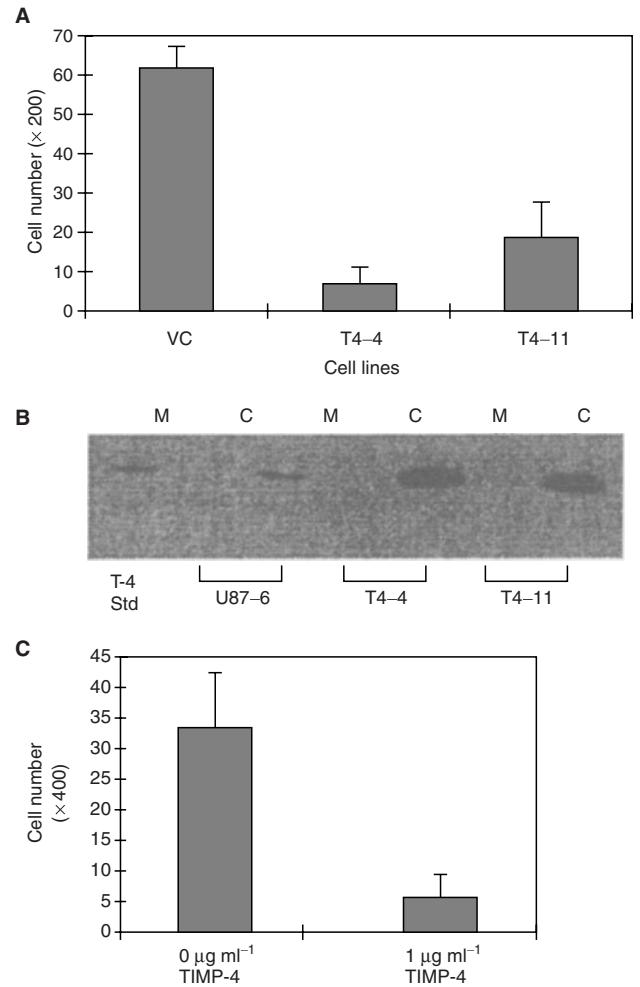 A
70
60
50
40
30
20
10
0
Cell number (× 200)
VC T4–4 T4–11
Cell lines
B
M C M C M C
T-4
Std
U87–6 T4–4 T4–11
C
45
40
35
30
25
20
15
10
5
0
Cell number
(×400)
0 μg ml⁻¹ 1 μg ml⁻¹
TIMP-4 TIMP-4